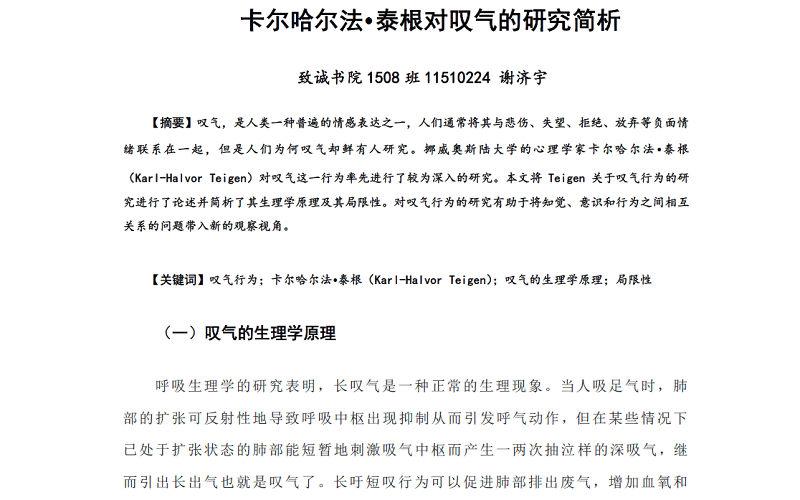 卡尔哈尔法•泰根对叹气的研究简析
致诚书院 1508 班 11510224 谢济宇
【摘要】叹气，是人类一种普遍的情感表达之一，人们通常将其与悲伤、失望、拒绝、放弃等负面情
绪联系在一起，但是人们为何叹气却鲜有人研究。挪威奥斯陆大学的心理学家卡尔哈尔法•泰根
（Karl-Halvor Teigen）对叹气这一行为率先进行了较为深入的研究。本文将 Teigen 关于叹气行为的研
究进行了论述并简析了其生理学原理及其局限性。对叹气行为的研究有助于将知觉、意识和行为之间相互
关系的问题带入新的观察视角。
【关键词】叹气行为；卡尔哈尔法•泰根（Karl-Halvor Teigen）；叹气的生理学原理；局限性
（一）叹气的生理学原理
呼吸生理学的研究表明，长叹气是一种正常的生理现象。当人吸足气时，肺
部的扩张可反射性地导致呼吸中枢出现抑制从而引发呼气动作，但在某些情况下
已处于扩张状态的肺部能短暂地刺激吸气中枢而产生一两次抽泣样的深吸气，继
而引出长出气也就是叹气了。长吁短叹行为可以促进肺部排出废气，增加血氧和